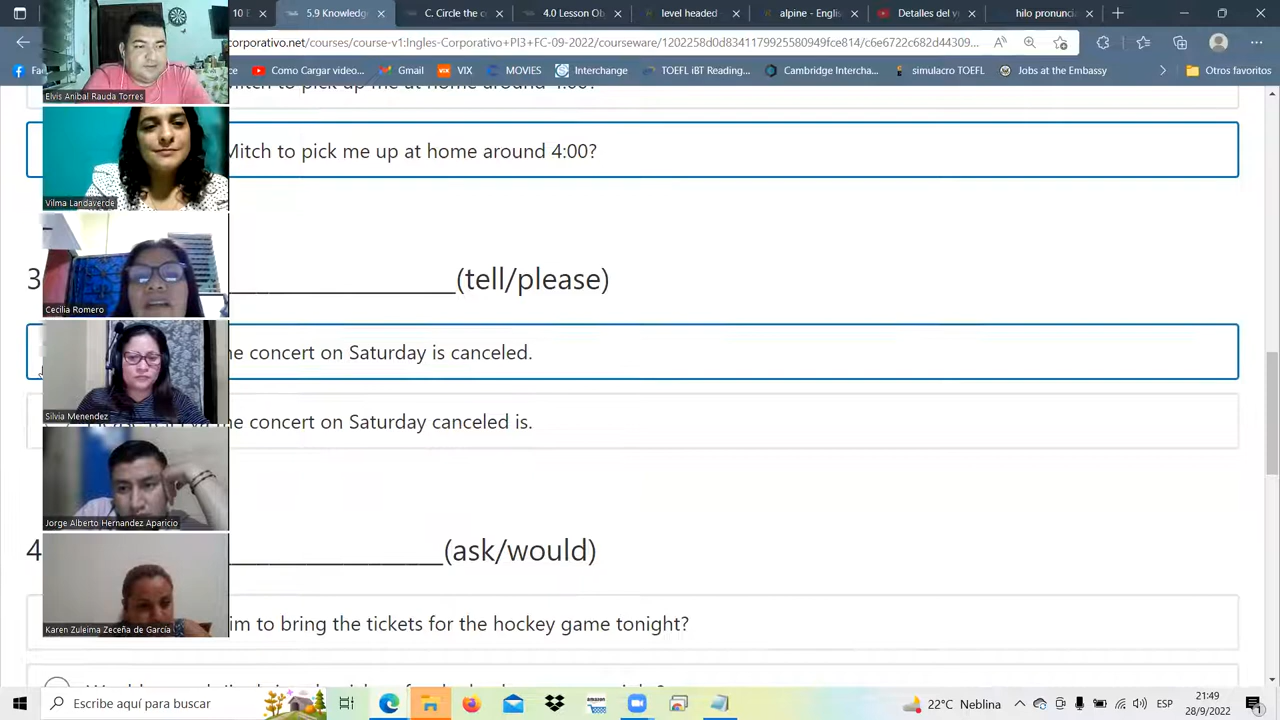 10 E
5.9 Knowledg
C. Circle the c
4.0 Lesson Ob
level headed
alpine - Engli
Detalles del v
hilo pronunci
corporativo.net/courses/course-v1:Ingles-Corporativo+PI3+FC-09-2022/courseware/1202258d0d8341179925580949fce814/c6e6722c682d44309...
Como Cargar video...
Gmail
VIX
MOVIES
Interchange
TOEFL iBT Reading...
Cambridge Intercha...
simulacro TOEFL
Jobs at the Embassy
Otros favoritos
Elvis Anibal Rauda Torres
Mitch to pick me up at home around 4:00?
Vilma Landaverde
3
(tell/please)
Cecilia Romero
concert on Saturday is canceled.
Silvia Menendez
concert on Saturday canceled is.
Jorge Alberto Hernandez Aparicio
4
(ask/would)
to bring the tickets for the hockey game tonight?
Karen Zuleima Zeceña de García
Escribe aquí para buscar
22°C Neblina
ESP
21:49
28/9/2022